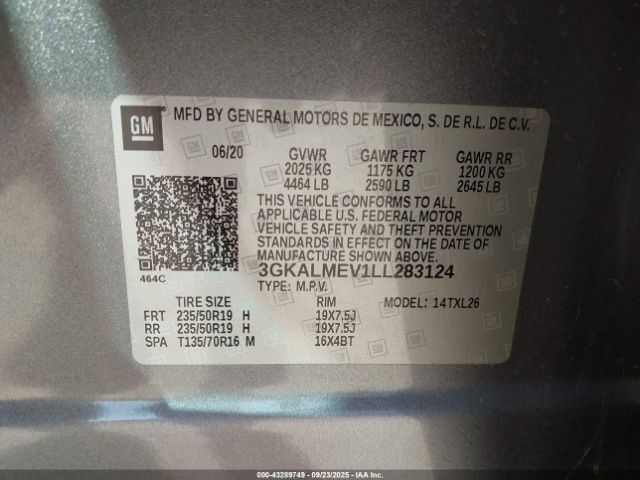 GM
MFD BY GENERAL MOTORS DE MEXICO, S. DE R.L. DE C.V.
06/20 GVWR GAWR FRT GAWR RR
2025 KG 1175 KG 1200 KG
4464 LB 2590 LB 2645 LB
THIS VEHICLE CONFORMS TO ALL
APPLICABLE U.S. FEDERAL MOTOR
VEHICLE SAFETY AND THEFT PREVENTION
STANDARDS IN EFFECT ON THE DATE OF
MANUFACTURE SHOWN ABOVE.
3GKALMEV1LL283124
464C TYPE: M.P.V.
TIRE SIZE RIM MODEL: 14TXL26
FRT 235/50R19 H 19X7.5J
RR 235/50R19 H 19X7.5J
SPA T135/70R16 M 16X4BT
000-43289749 - 09/23/2025 - IAAI.COM